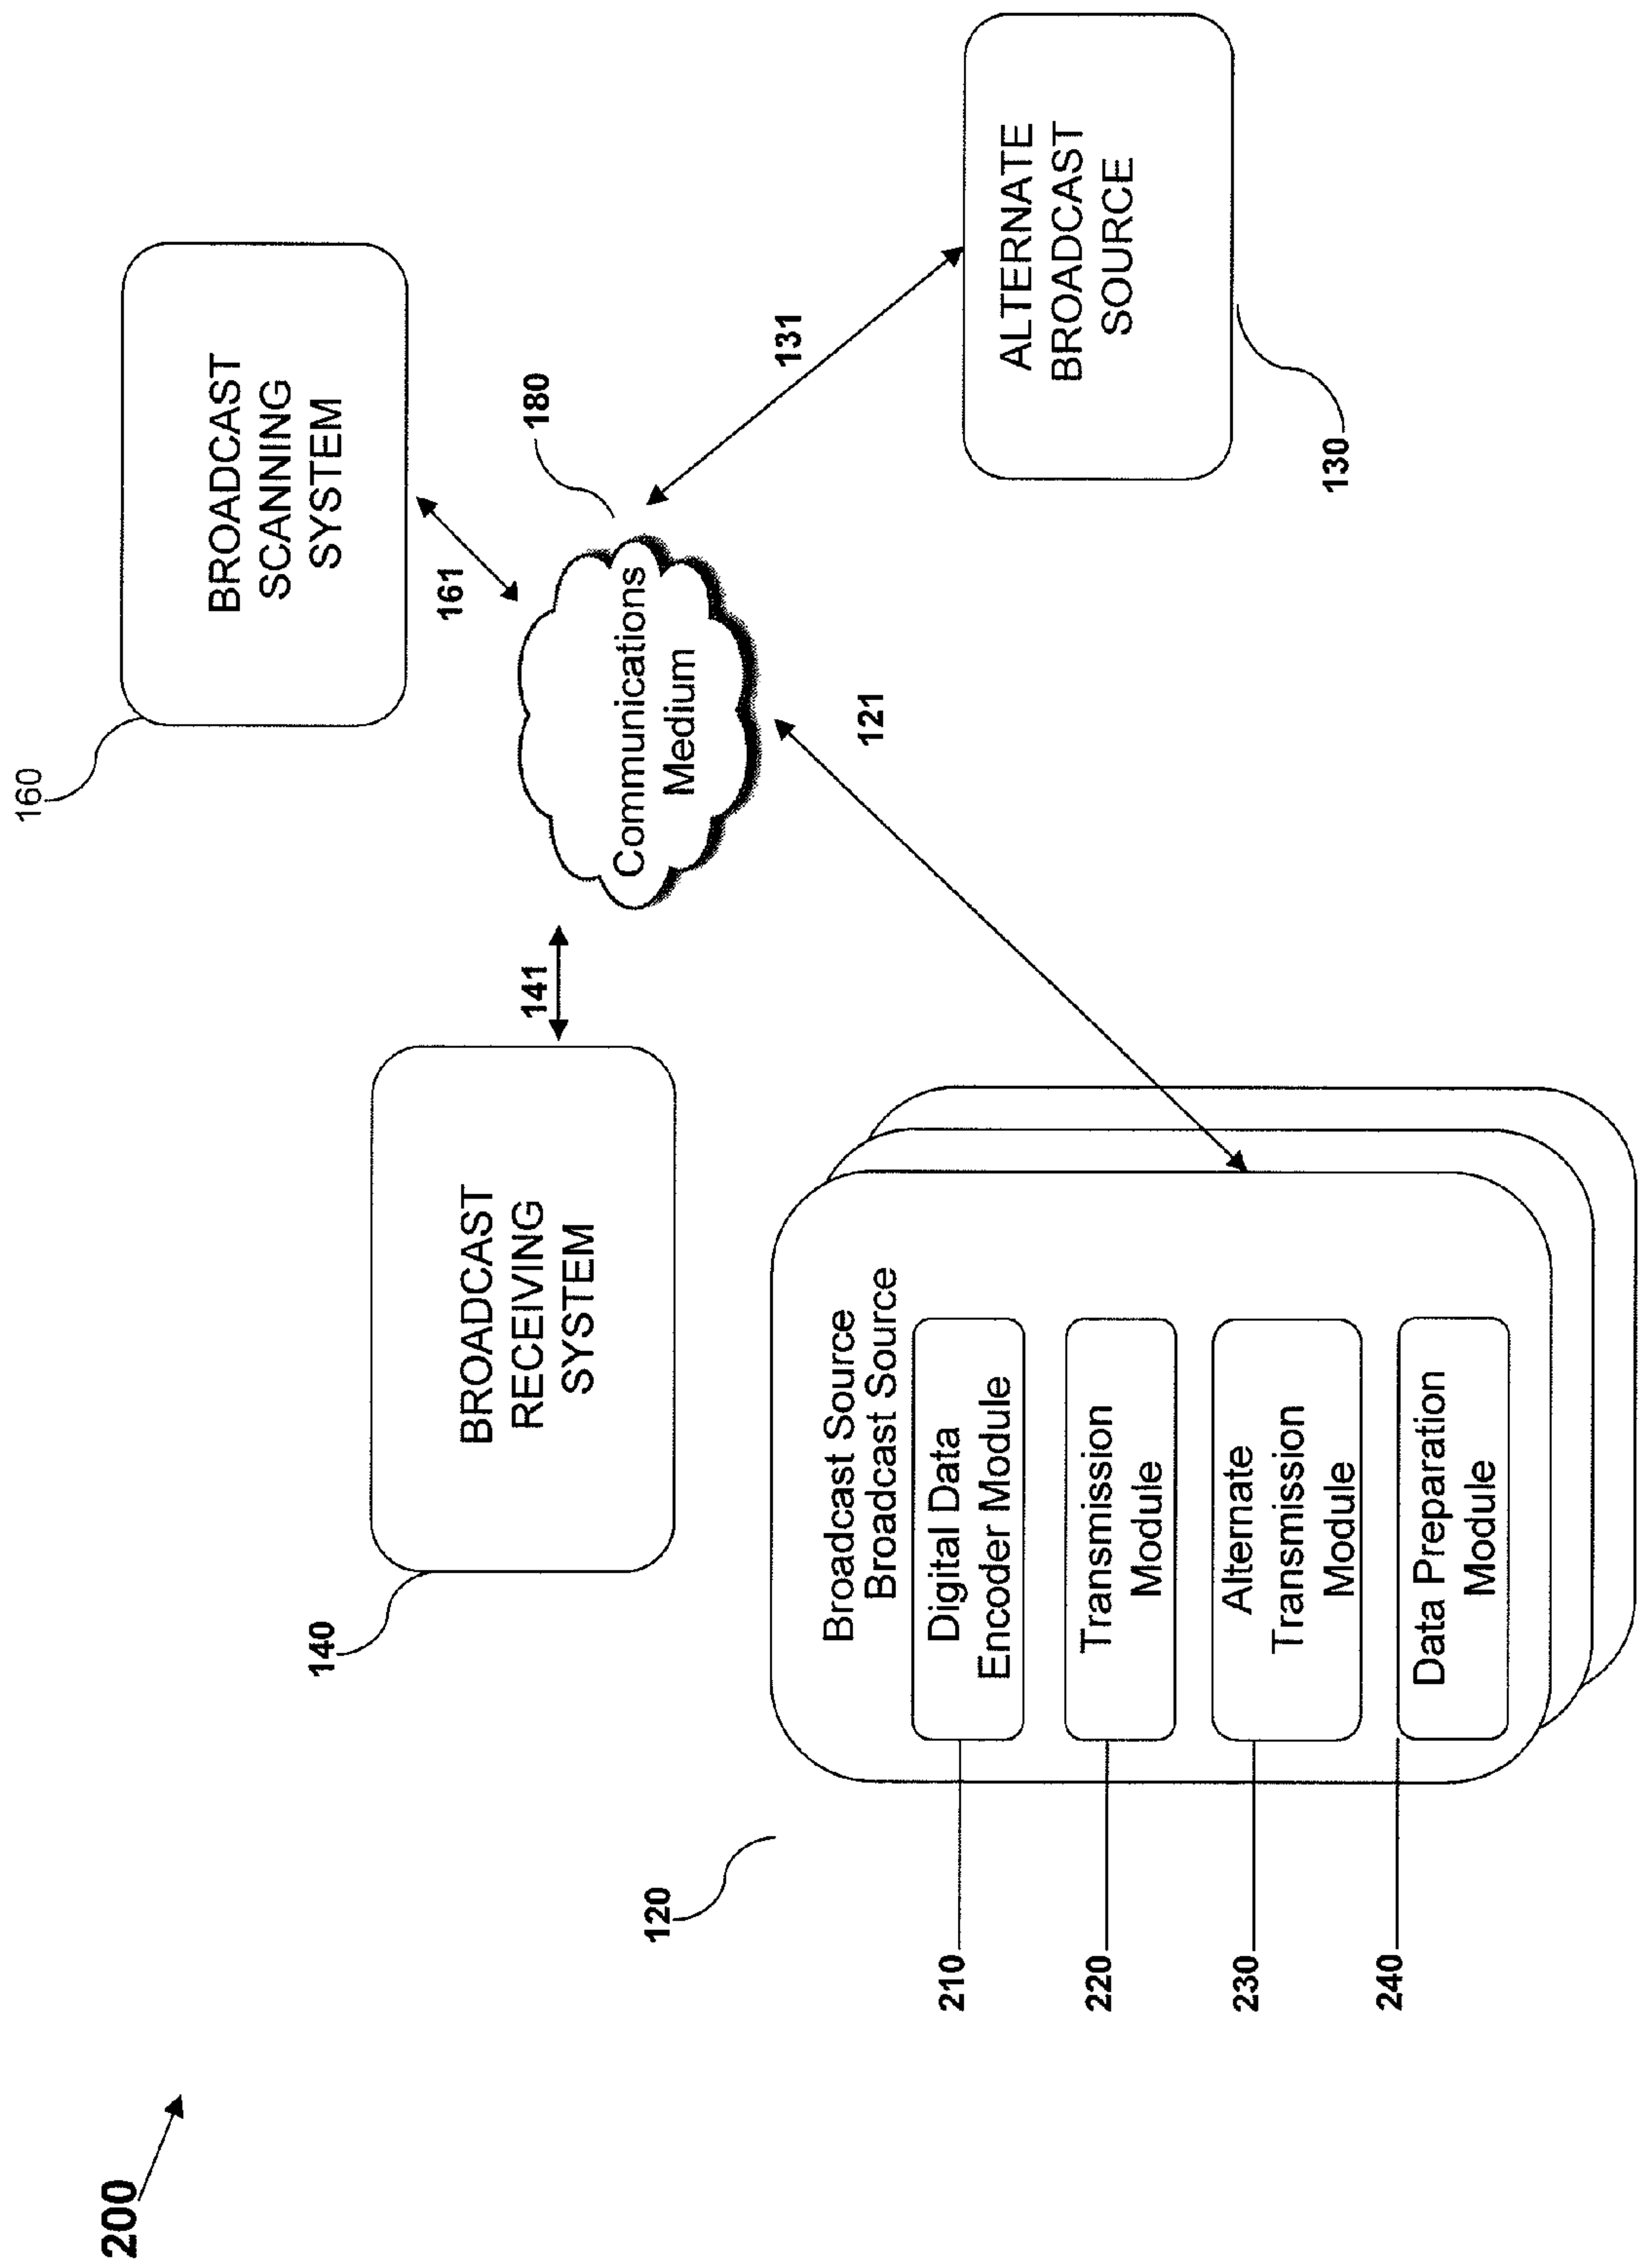 200
160
BROADCAST
SCANNING
SYSTEM
140
BROADCAST
RECEIVING
SYSTEM
141
161
180
Communications
Medium
131
121
120
Broadcast Source
Broadcast Source
210
Digital Data
Encoder Module
220
Transmission
Module
230
Alternate
Transmission
Module
240
Data Preparation
Module
ALTERNATE
BROADCAST
SOURCE
130